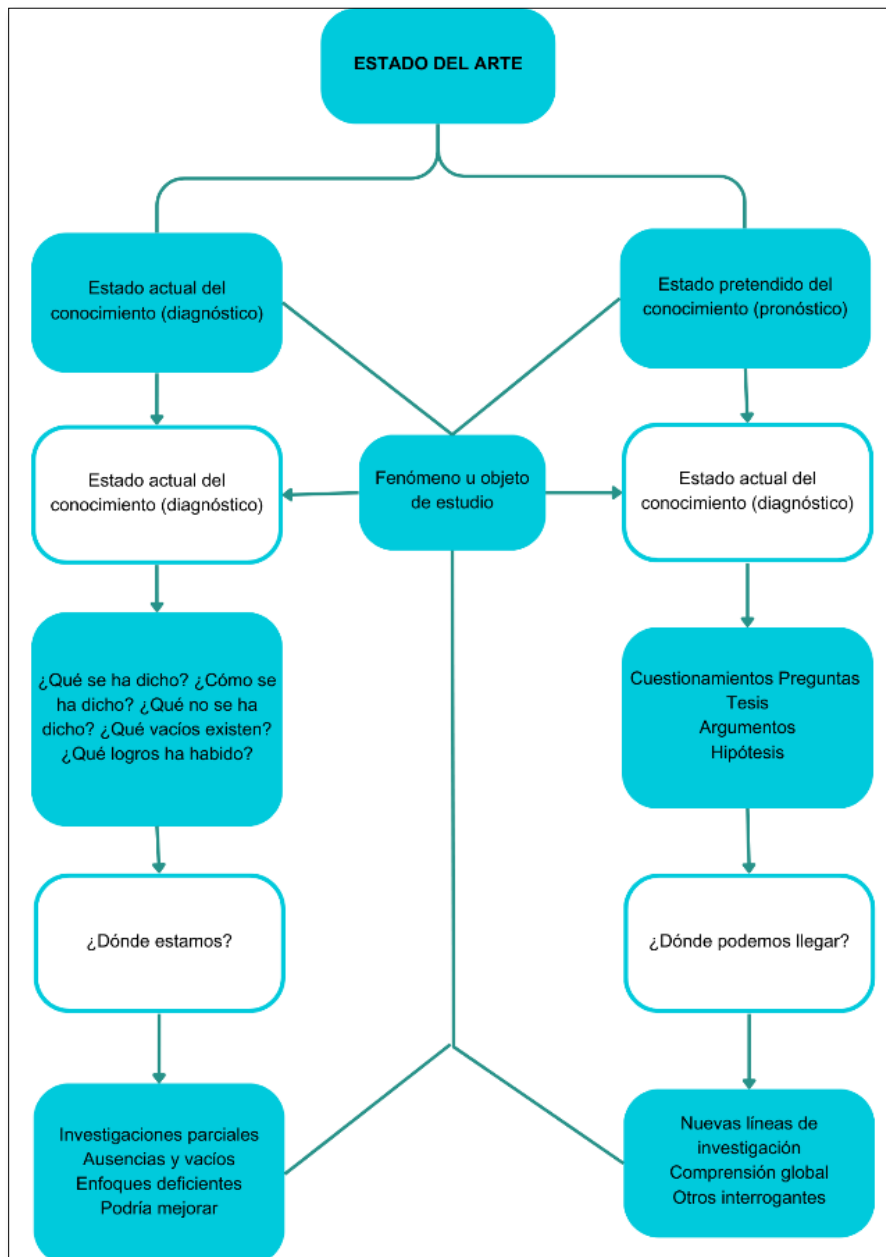 ESTADO DEL ARTE
Estado actual del
conocimiento (diagnóstico)
Estado pretendido del
conocimiento (pronóstico)
Estado actual del
conocimiento (diagnóstico)
Fenómeno u objeto
de estudio
Estado actual del
conocimiento (diagnóstico)
¿Qué se ha dicho? ¿Cómo se
ha dicho? ¿Qué no se ha
dicho? ¿Qué vacíos existen?
¿Qué logros ha habido?
Cuestionamientos Preguntas
Tesis
Argumentos
Hipótesis
¿Dónde estamos?
¿Dónde podemos llegar?
Investigaciones parciales
Ausencias y vacíos
Enfoques deficientes
Podría mejorar
Nuevas líneas de
investigación
Comprensión global
Otros interrogantes